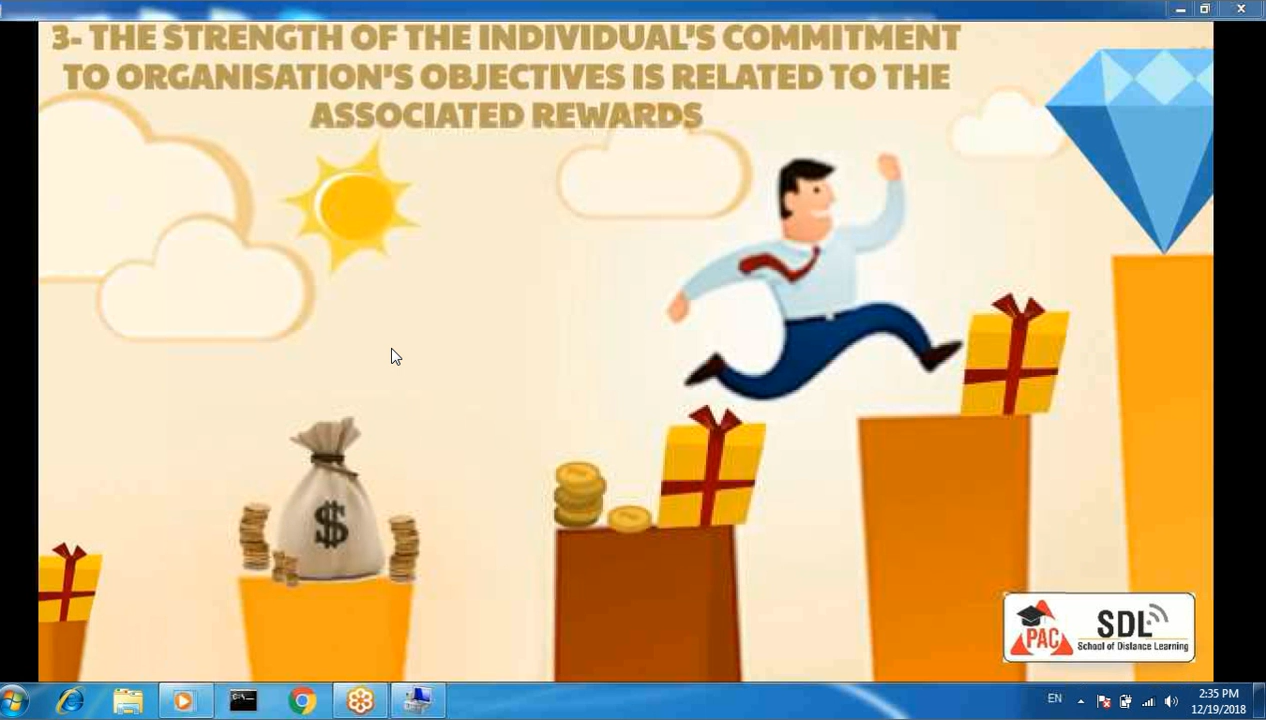 3- THE STRENGTH OF THE INDIVIDUAL'S COMMITMENT
TO ORGANISATION'S OBJECTIVES IS RELATED TO THE
ASSOCIATED REWARDS
$
PAC
SDL
School of Distance Learning
EN
2:35 PM
12/19/2018